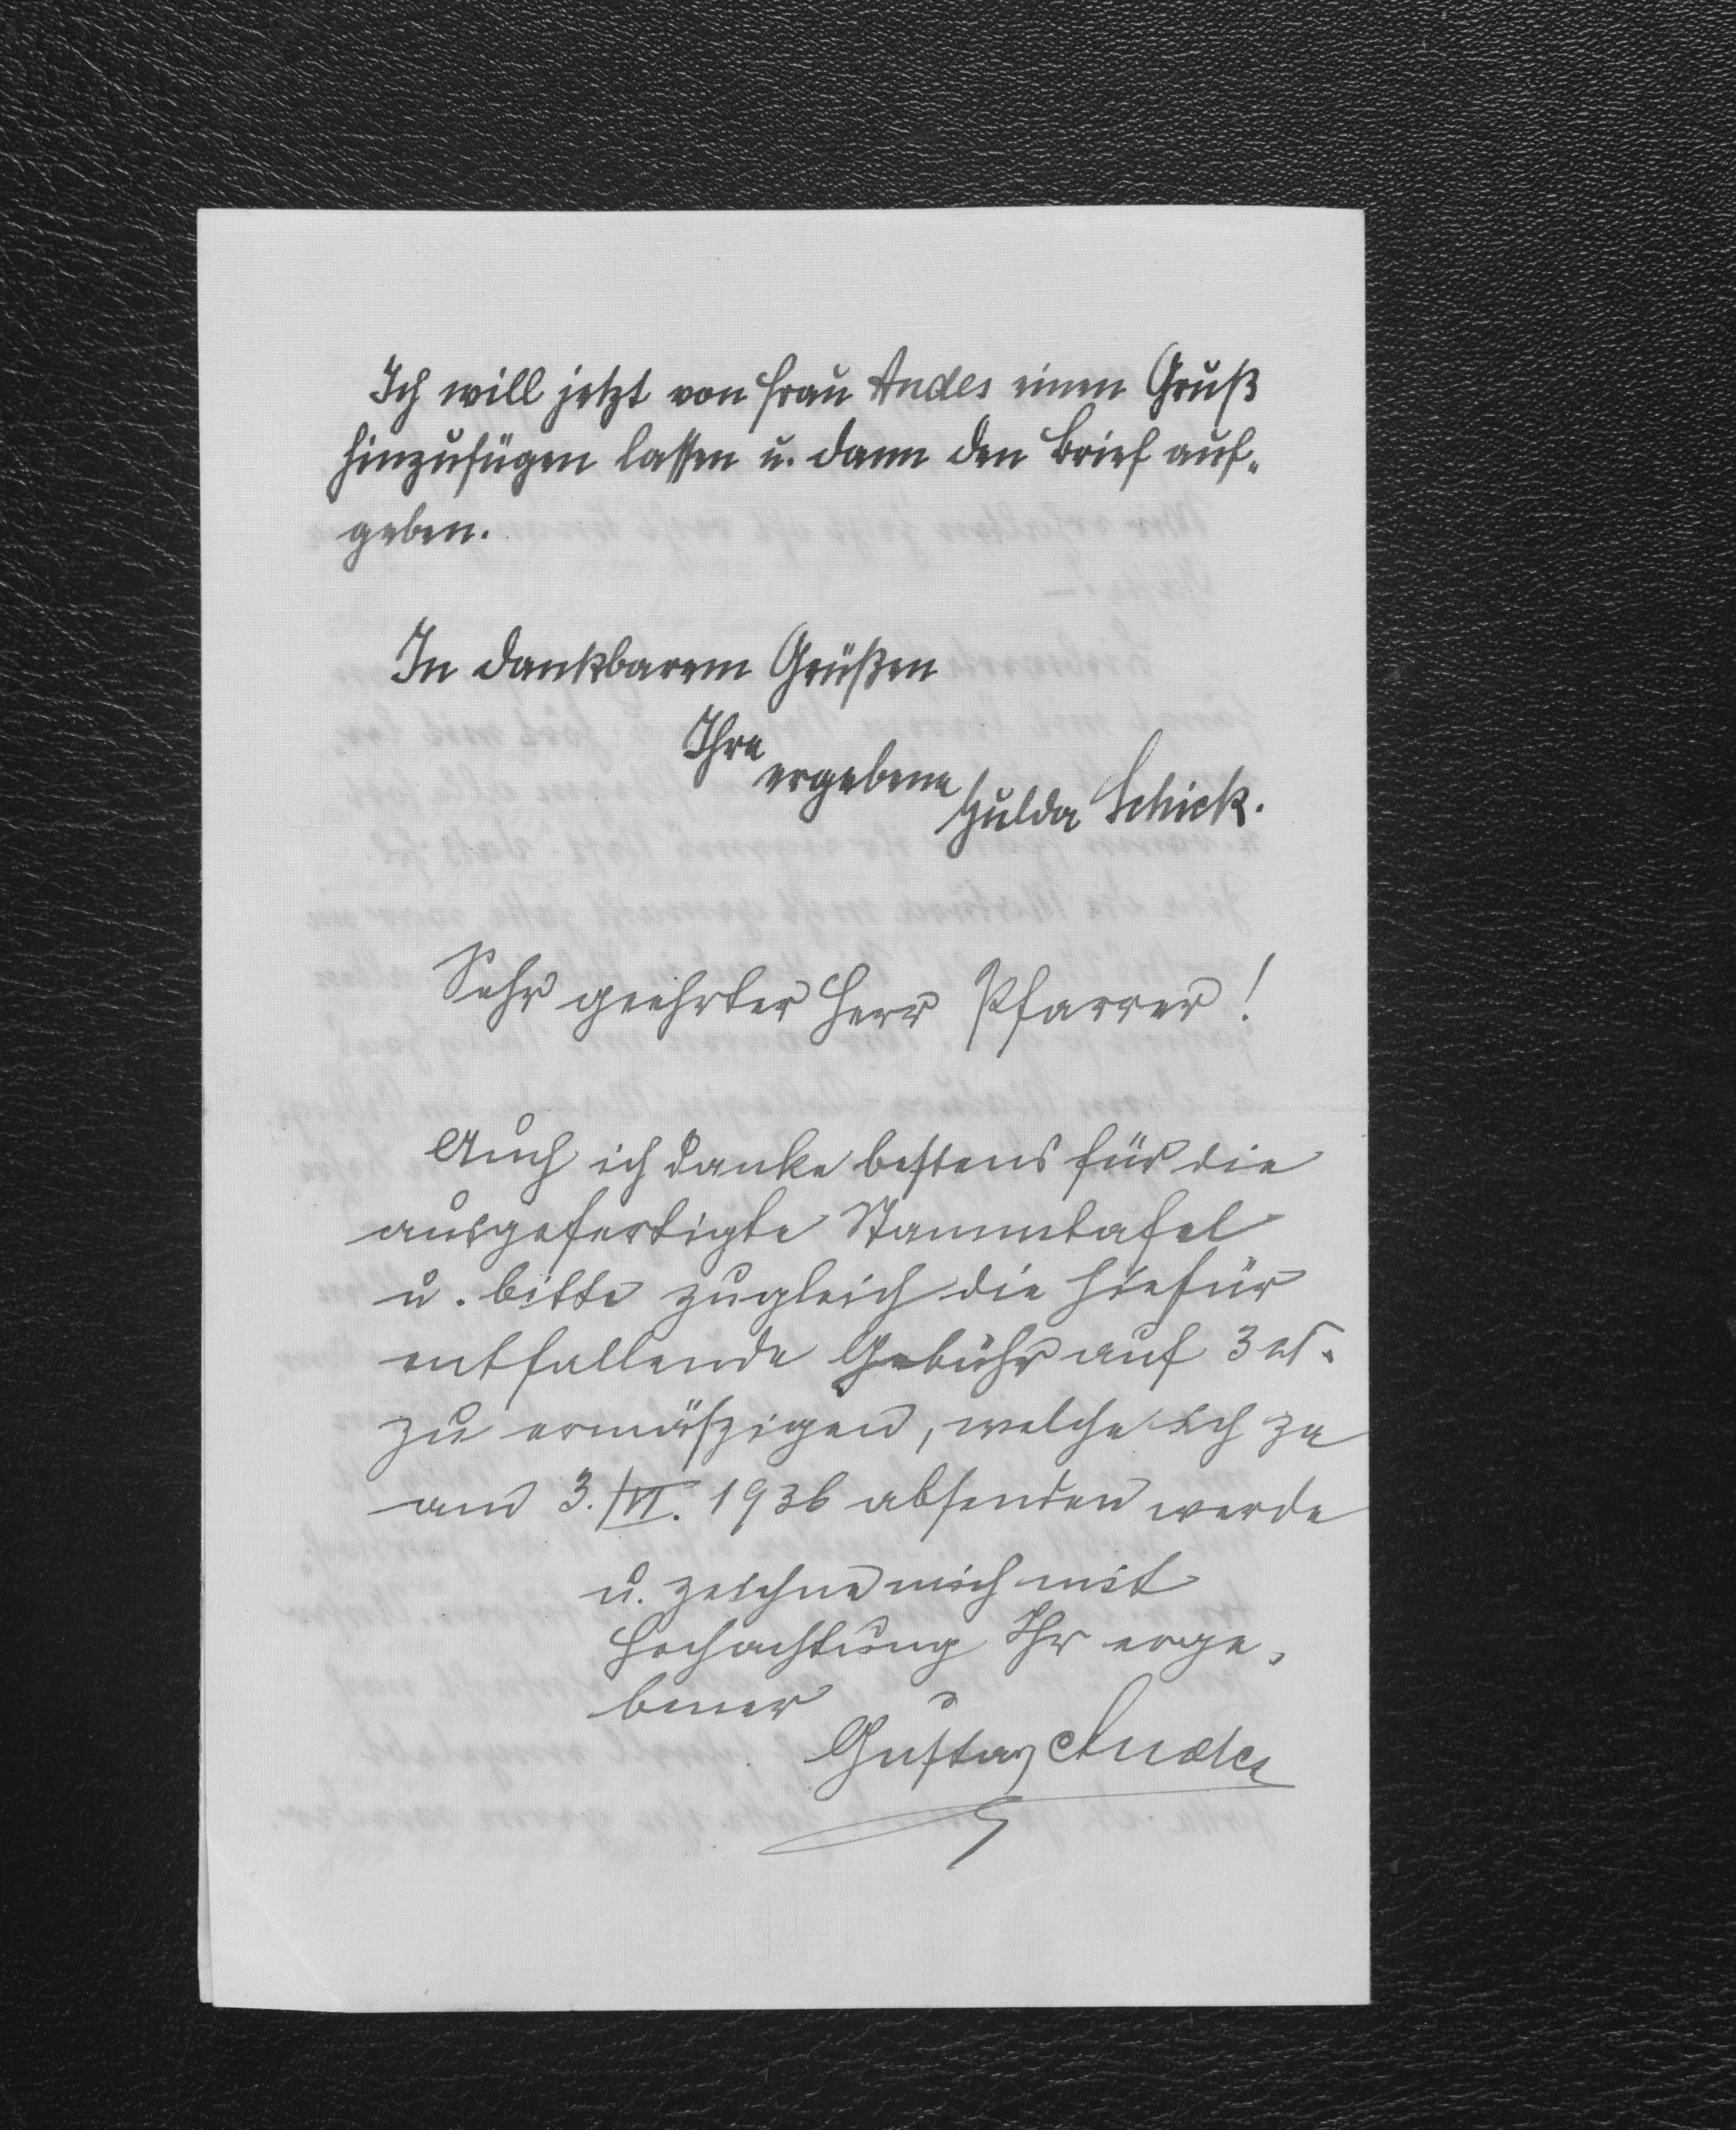 Ich will jetzt von Frau Andes einen Gruß
hinzufügen lassen u. dann den Brief auf-
geben.
In dankbarem Grüßen
Ihre
ergebene
Hulda Schick.
Sehr geehrter Herr Pfarrer!
Auch ich danke bestens für die
ausgefertigte Stammtafel
u. bitte zugleich die hiefür
entfallende Gebühr auf 3
zu ermäßigen, welche ich
am 3./VI. 1936 absenden werde
u. zeichne mich mit
Hochachtung Ihr erge-
bener
Gustav Andes